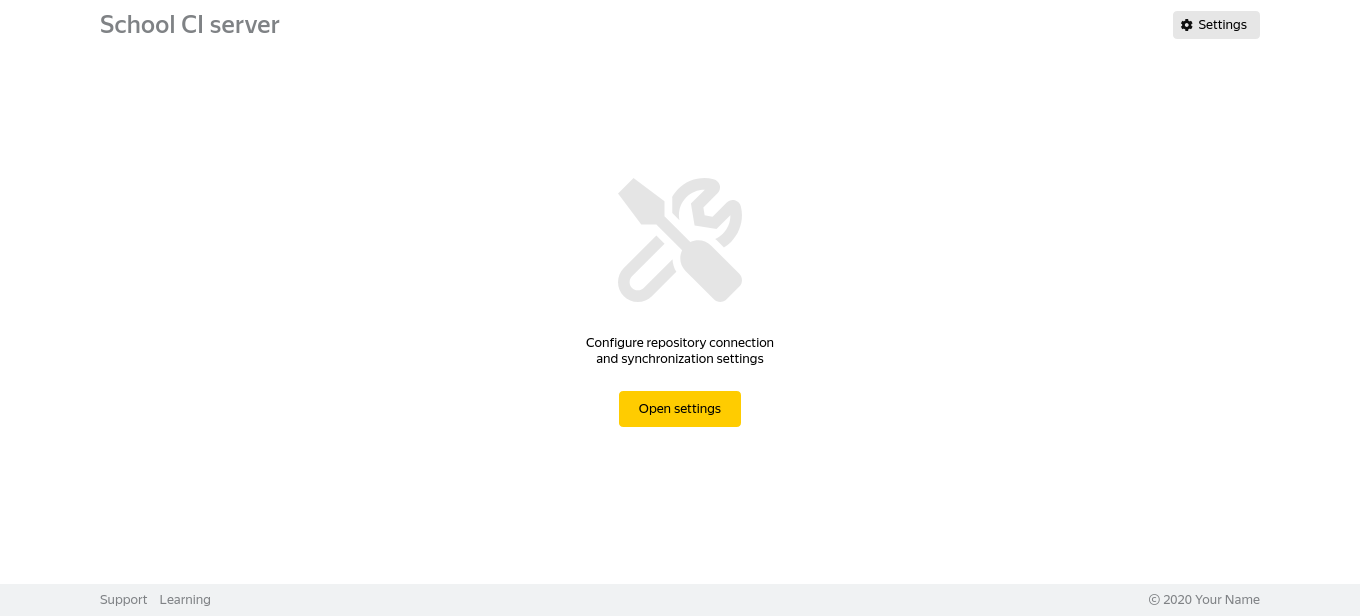 School CI server
Settings
Configure repository connection
and synchronization settings
Open settings
Support
Learning
© 2020 Your Name